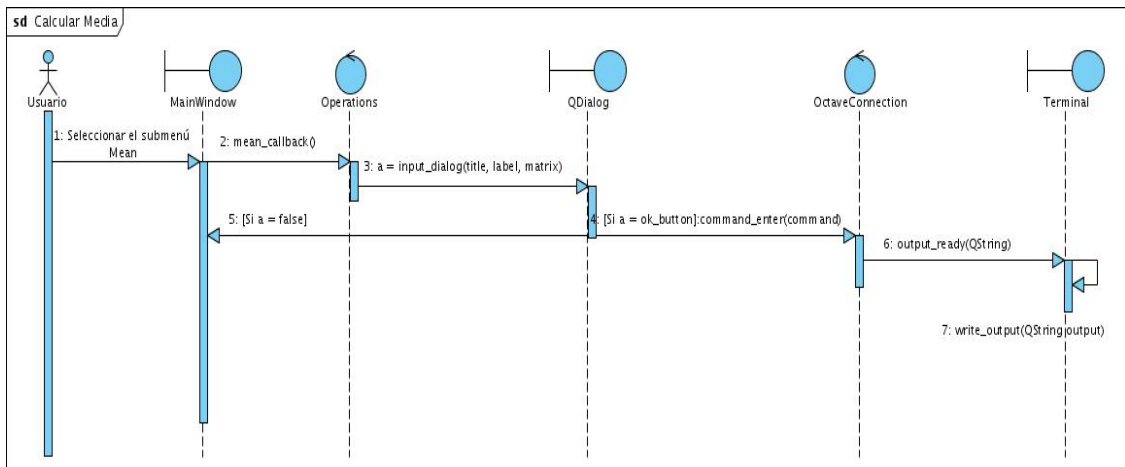 sd Calcular Media
Usuario
MainWindow
Operations
QDialog
OctaveConnection
Terminal
1: Seleccionar el submenú
Mean
2: mean_callback()
3: a = input_dialog(title, label, matrix)
5: [Si a = false]
4: [Si a = ok_button]:command_enter(command)
6: output_ready(QString)
7: write_output(QString output)